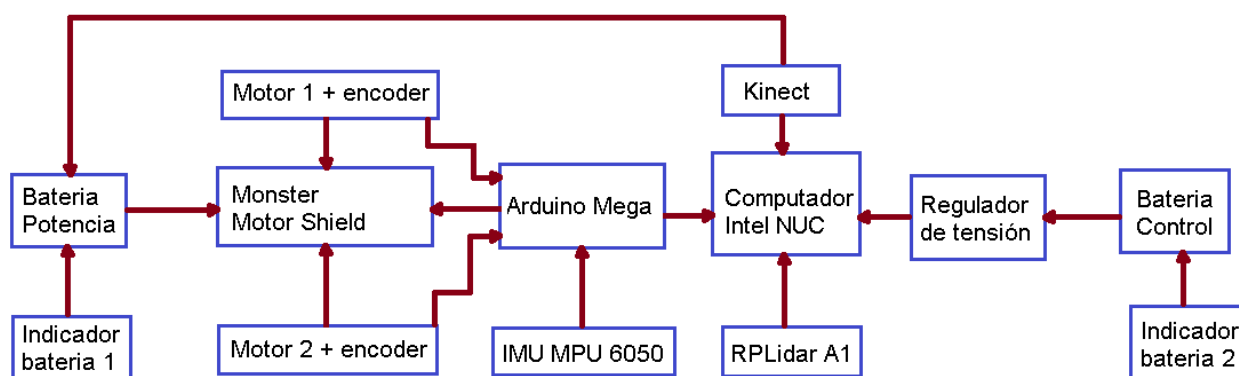 Motor 1 + encoder
Kinect
Bateria
Potencia
Monster
Motor Shield
Arduino Mega
Computador
Intel NUC
Regulador
de tensión
Bateria
Control
Indicador
bateria 1
Motor 2 + encoder
IMU MPU 6050
RPLidar A1
Indicador
bateria 2